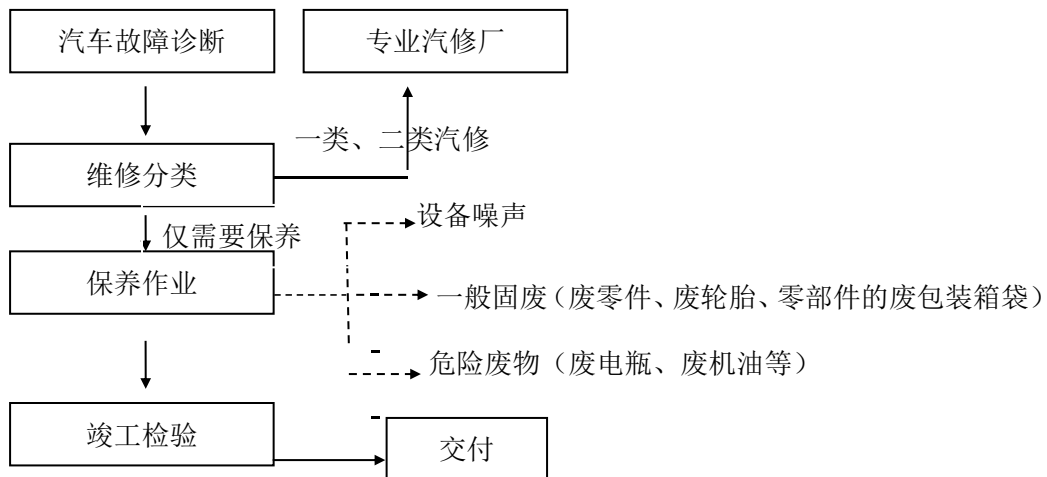 汽车故障诊断
专业汽修厂
一类、二类汽修
维修分类
设备噪声
仅需要保养
保养作业
一般固废（废零件、废轮胎、零部件的废包装箱袋）
危险废物（废电瓶、废机油等）
竣工检验
交付